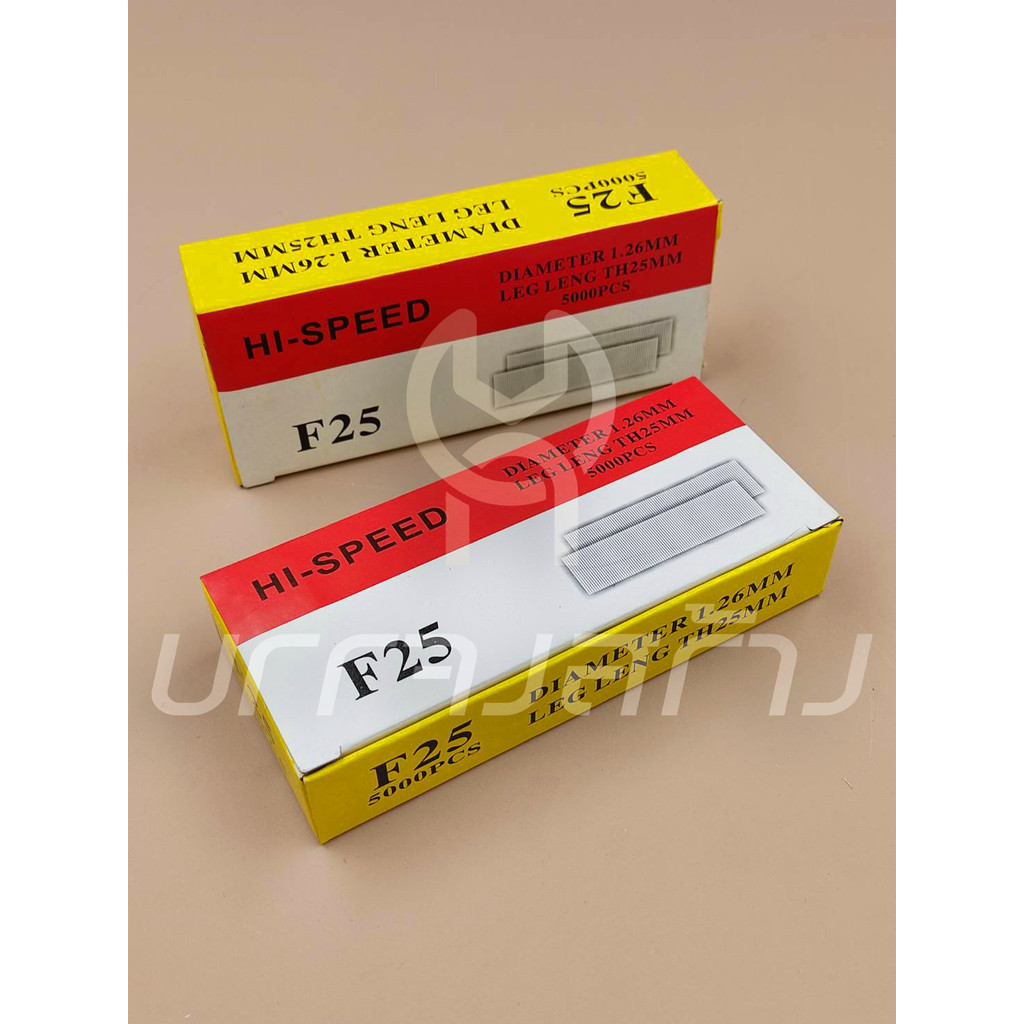 F25
5000PCS
DIAMETER 1.26MM
LEG LENG TH25MM
DIAMETER 1.26MM
LEG LENG TH25MM
5000PCS
HI-SPEED
F25
DIAMETER 1.26MM
LEG LENG TH25MM
5000PCS
HI-SPEED
F25
DIAMETER 1.26MM
LEG LENG TH25MM
F25
5000PCS